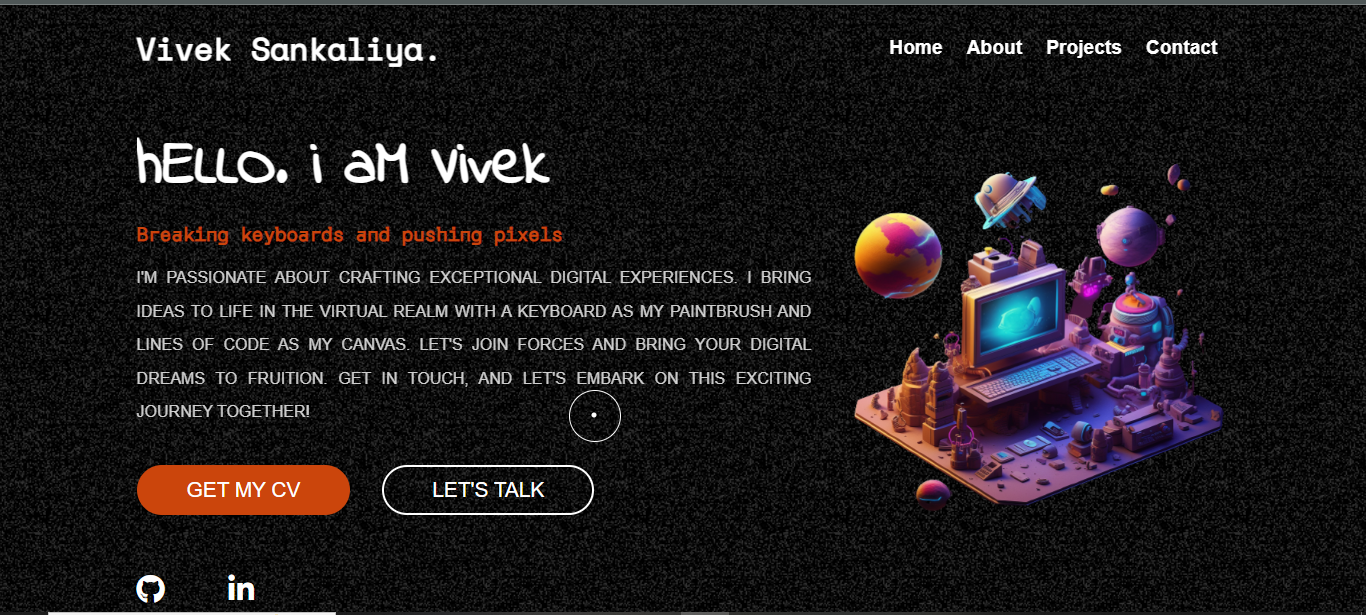 Vivek Sankaliya.
Home About Projects Contact
hELLO. i aM Vivek
Breaking keyboards and pushing pixels
I'M PASSIONATE ABOUT CRAFTING EXCEPTIONAL DIGITAL EXPERIENCES. I BRING
IDEAS TO LIFE IN THE VIRTUAL REALM WITH A KEYBOARD AS MY PAINTBRUSH AND
LINES OF CODE AS MY CANVAS. LET'S JOIN FORCES AND BRING YOUR DIGITAL
DREAMS TO FRUITION. GET IN TOUCH, AND LET'S EMBARK ON THIS EXCITING
JOURNEY TOGETHER!
GET MY CV
LET'S TALK
in